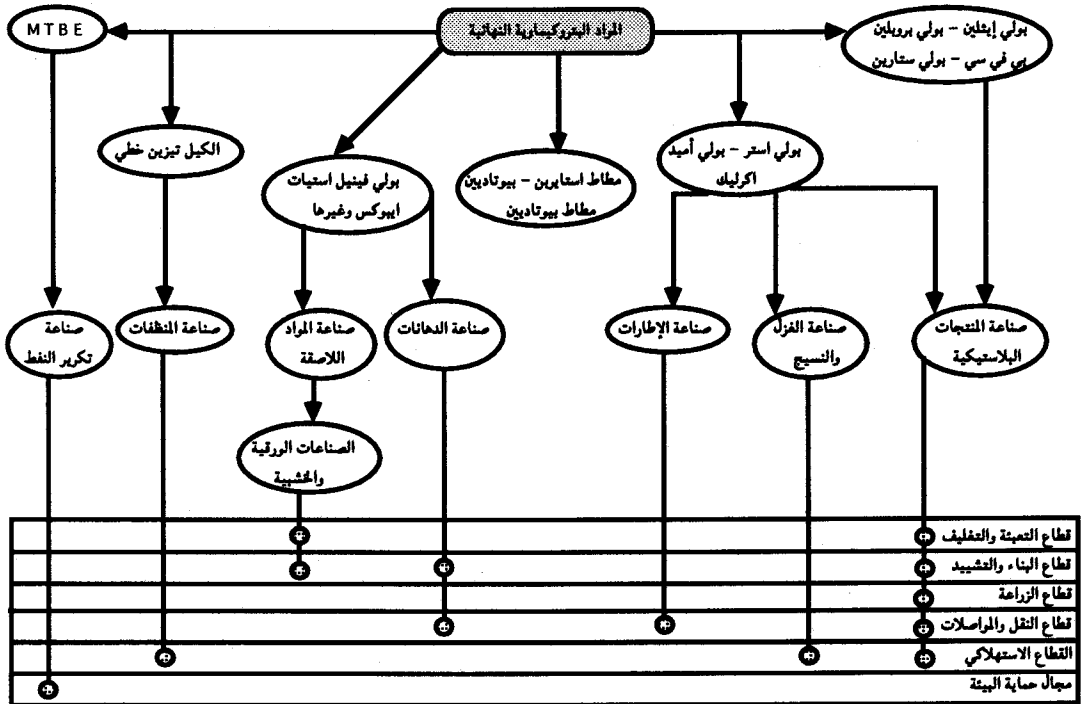 المواد البتروكيماوية النهائية
بولي إيثلين – بولي بروبلين
بي في سي – بولي ستارين
MTBE
بولي استر – بولي أميد
اكرليك
مطاط استايرين – بيوتاديين
مطاط بيوتاديين
بولي فينيل استيات
ايبوكس وغيرها
الكيل تيزين خطي
صناعة المنتجات
البلاستيكية
صناعة الغزل
والنسيج
صناعة الإطارات
صناعة الدهانات
صناعة المواد
اللاصقة
صناعة المنظفات
صناعة
تكرير النفط
الصناعات الورقية
والخشبية
قطاع التعبئة والتغليف
قطاع البناء والتشييد
قطاع الزراعة
قطاع النقل والمواصلات
القطاع الاستهلاكي
مجال حماية البيئة